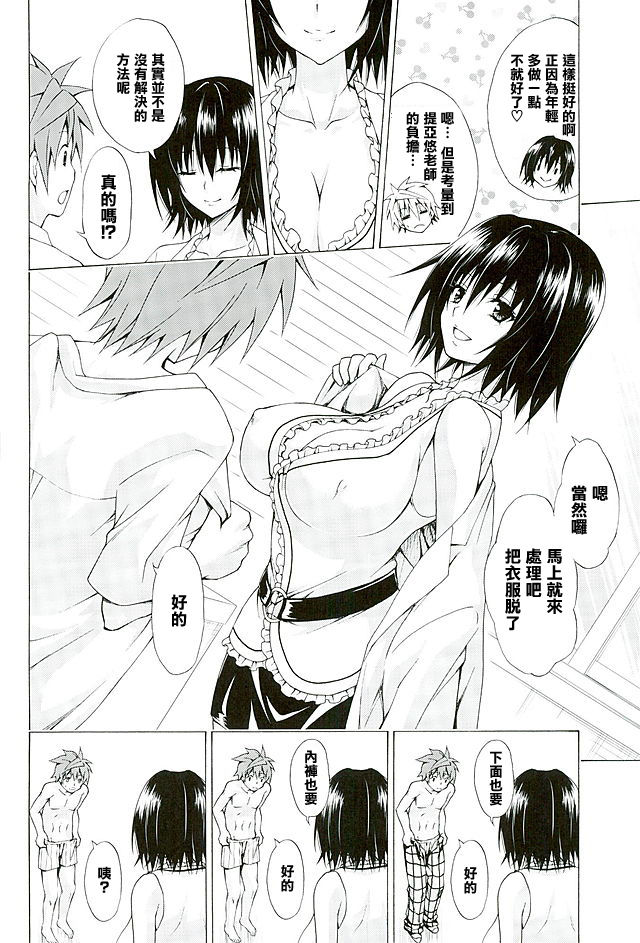 這樣挺好的啊
正因為年輕
多做一點
不就好了♡
嗯… 但是考量到
提亞悠老師
的負擔…
其實並不是
沒有解決的
方法呢
真的嗎!?
嗯
當然囉
馬上就來
處理吧
把衣服脫了
好的
下面也要
好的
內褲也要
好的
咦?